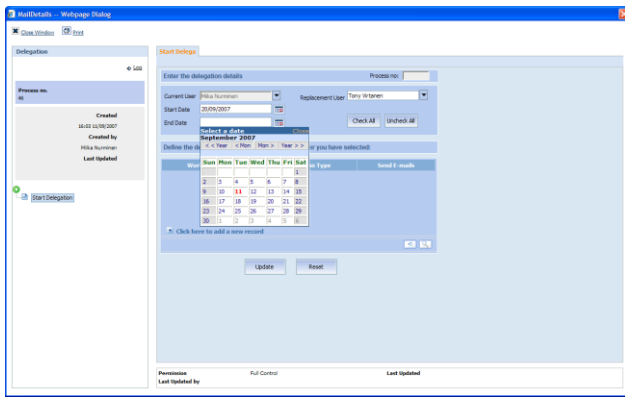 MailDetails -- Webpage Dialog
Close Window Print
Delegation
Log
Process no.
46
Created
16:03 11/09/2007
Created by
Mika Nurminen
Last Updated
Start Delegation
Start Delega
Enter the delegation details
Process no:
Current User Mika Nurminen
Replacement User Tony Virtanen
Start Date 20/09/2007
End Date
Check All Uncheck All
Select a date Close
September 2007
< < Year < Mon Mon > Year > >
Sun Mon Tue Wed Thu Fri Sat
1
2 3 4 5 6 7 8
9 10 11 12 13 14 15
16 17 18 19 20 21 22
23 24 25 26 27 28 29
30 1 2 3 4 5 6
Define the de
er you have selected:
Type
Send E-mails
Click here to add a new record
Update Reset
Permission Full Control Last Updated
Last Updated by